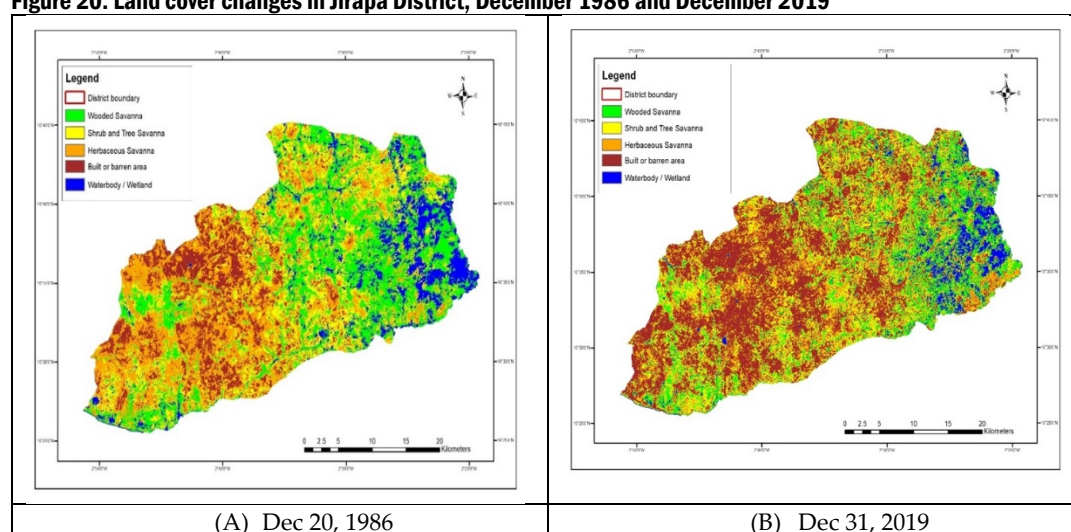 Figure 20. Land cover changes in Jirapa District, December 1986 and December 2019
Legend
District boundary
Wooded Savanna
Shrub and Tree Savanna
Herbaceous Savanna
Built or barren area
Waterbody / Wetland
N
W
E
S
0 2.5 5 10 15 20
Kilometers
Legend
District boundary
Wooded Savanna
Shrub and Tree Savanna
Herbaceous Savanna
Built or barren area
Waterbody / Wetland
N
W
E
S
0 2.5 5 10 15 20
Kilometers
(A) Dec 20, 1986
(B) Dec 31, 2019